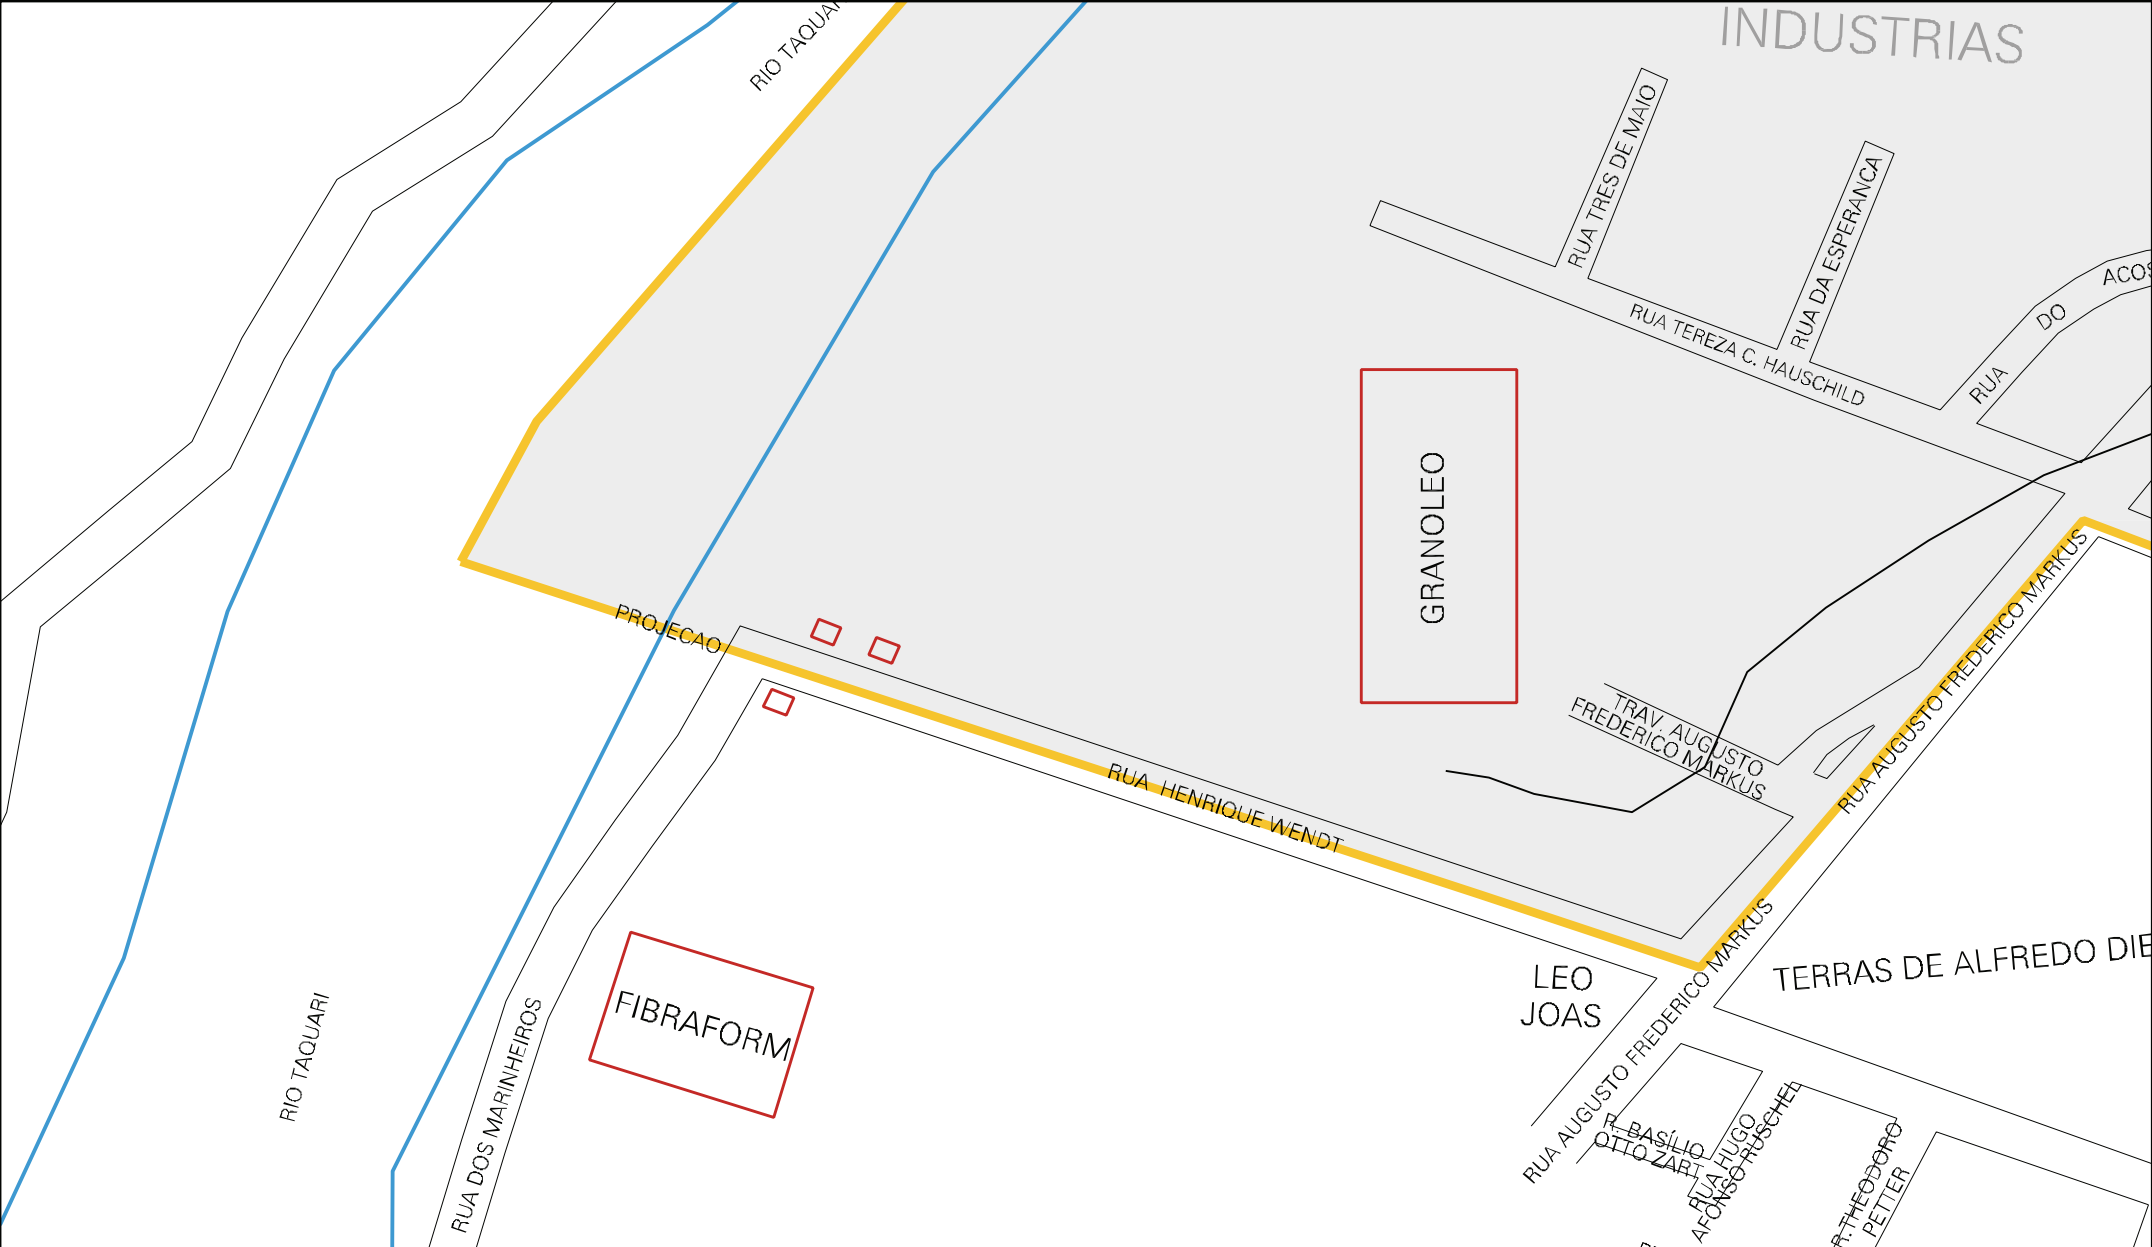 INDUSTRIAS
RIO TAQUAR
RUA TRES DE MAIO
RUA DA ESPERANCA
RUA DO ACOS
RUA TEREZA C. HAUSCHILD
GRANOLEO
PROJECAO
TRAV. AUGUSTO
FREDERICO MARKUS
RUA AUGUSTO FREDERICO MARKUS
RUA HENRIQUE WENDT
LEO
JOAS
TERRAS DE ALFREDO DIE
FIBRAFORM
RIO TAQUARI
RUA DOS MARINHEIROS
RUA AUGUSTO FREDERICO MARKUS
R. BASÍLIO
OTTO ZART
RUA HUGO
AFONSO RUSCHEL
R. THEODORO
PETTER